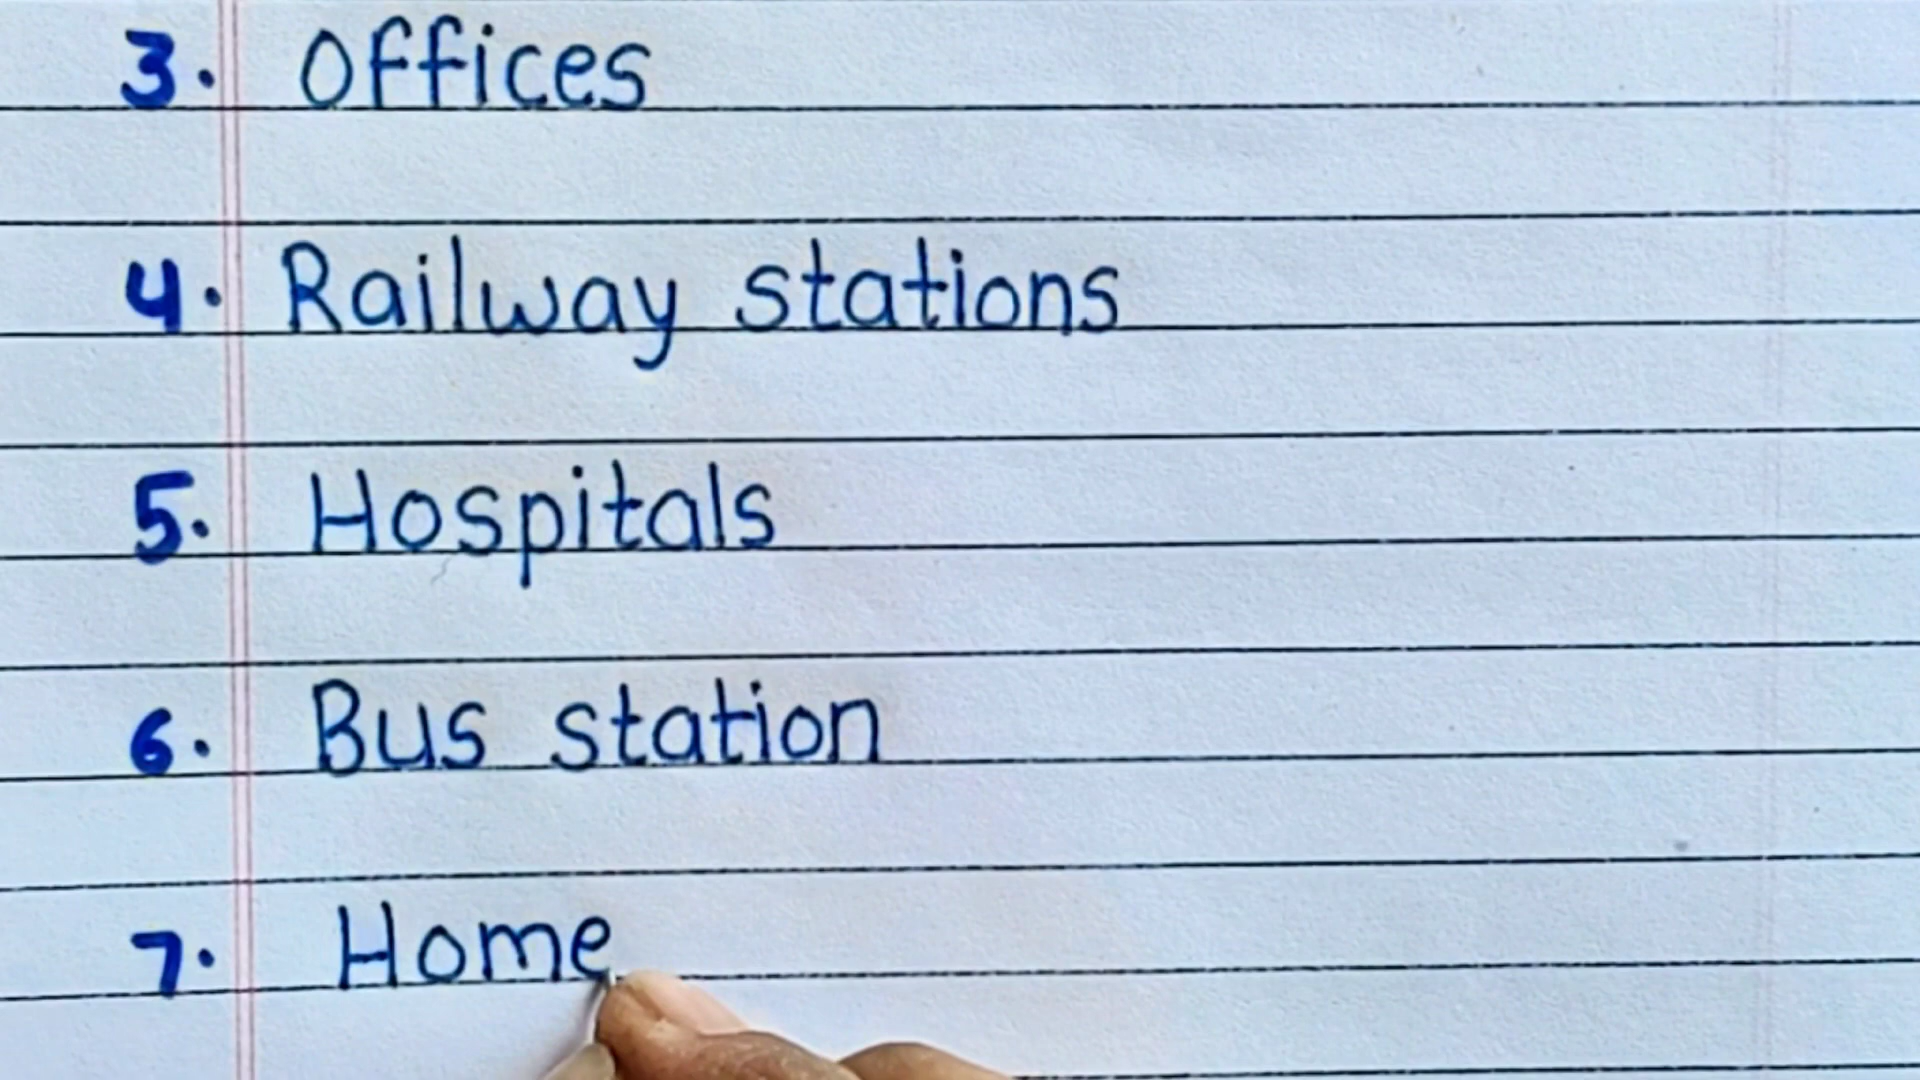 3. Offices
4. Railway stations
5. Hospitals
6. Bus station
7. Home